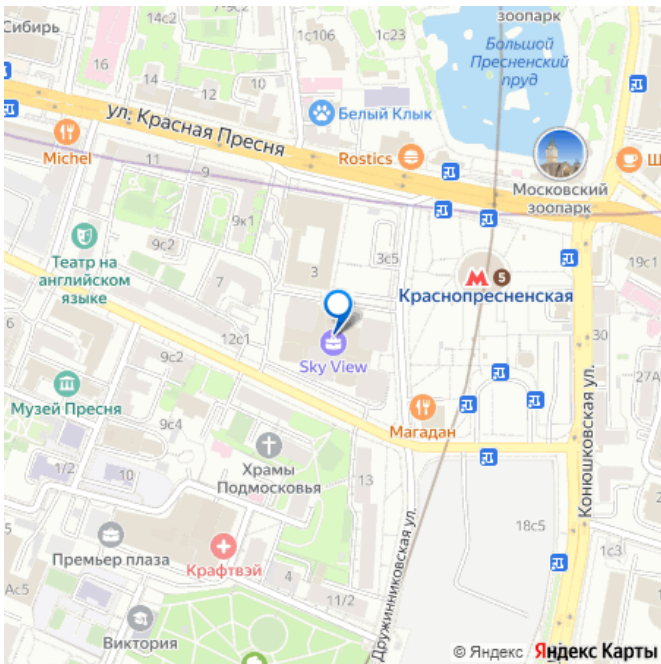 Сибирь
14с2
14с2
1с106
1с23
зоопарк
Большой
Пресненский
пруд
16
12
10
ул. Красная Пресня
Белый Клык
Michel
11
9
Rostics
Ш
Московский
зоопарк
9к1
9с2
3с5
19с1
Театр на
английском
языке
7
3
М 5
Краснопресненская
6
12с1
Sky View
30
27А
9с2
Музей Пресня
9с4
Магадан
Конюшковская ул.
Храмы
Подмосковья
13
1/2
10
18с5
Премьер плаза
Крафтвэй
4
1с3
Ас5
11/2
Дружинниковская ул.
Виктория
© Яндекс Яндекс Карты